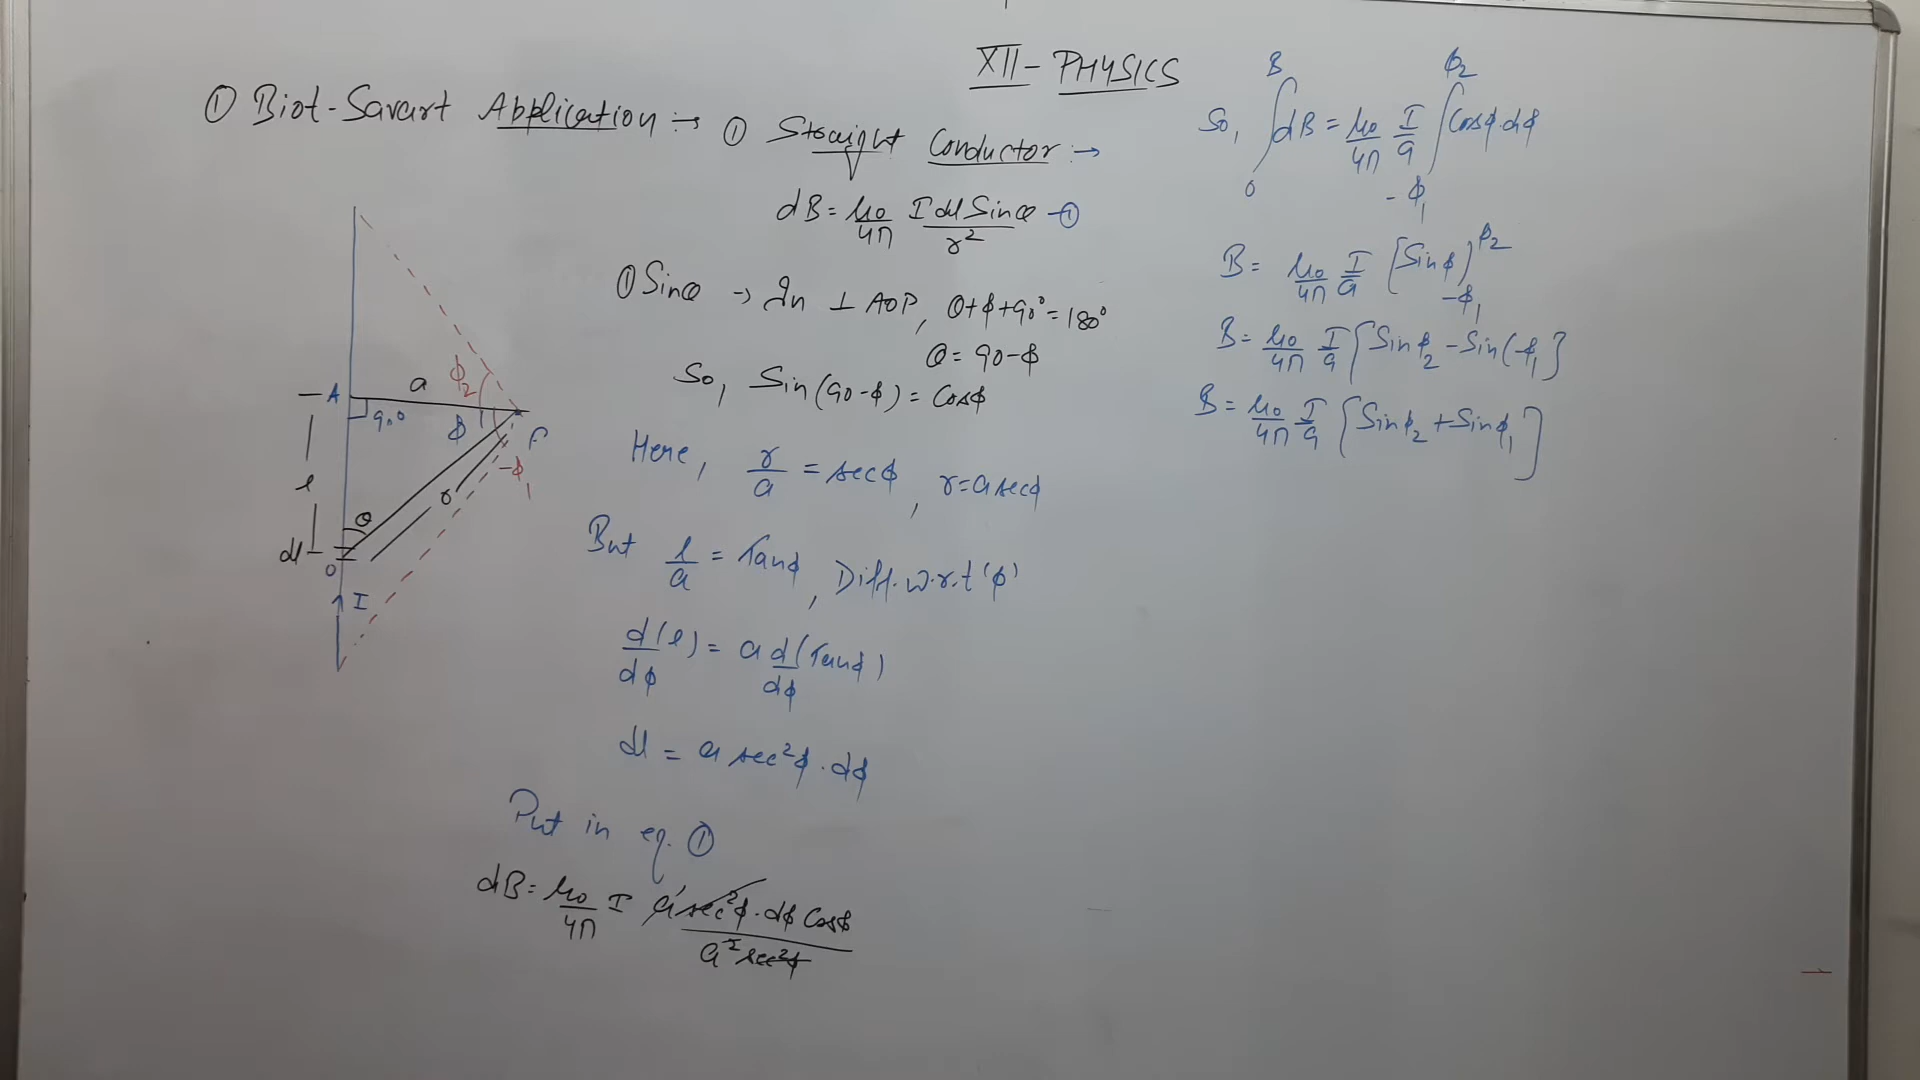 XII - PHYSICS
① Biot-Savart Application :→ ① Straight Conductor :→
dB = μ0/4π I dl Sinθ/r² -①
① Sinθ → In ⊥ AOP, θ+ϕ+90° = 180°
θ = 90-ϕ
So, Sin(90-ϕ) = Cosϕ
Here, r/a = secϕ, r = a secϕ
But l/a = Tanϕ, Diff. w.r.t 'ϕ'
d(l)/dϕ = a d(Tanϕ)/dϕ
dl = a sec²ϕ . dϕ
Put in eq. ①
dB = μ0/4π I a sec²ϕ . dϕ Cosϕ / a² sec²ϕ
So, ∫₀ᴮ dB = μ0/4π I/a ∫ Cosϕ . dϕ
ϕ2
-ϕ1
B = μ0/4π I/a [Sinϕ] ϕ2
-ϕ1
B = μ0/4π I/a [Sinϕ2 - Sin(-ϕ1]
B = μ0/4π I/a [Sinϕ2 + Sinϕ1]
A
a
ϕ2
90°
ϕ
P
-ϕ1
l
r
θ
dl
O
I